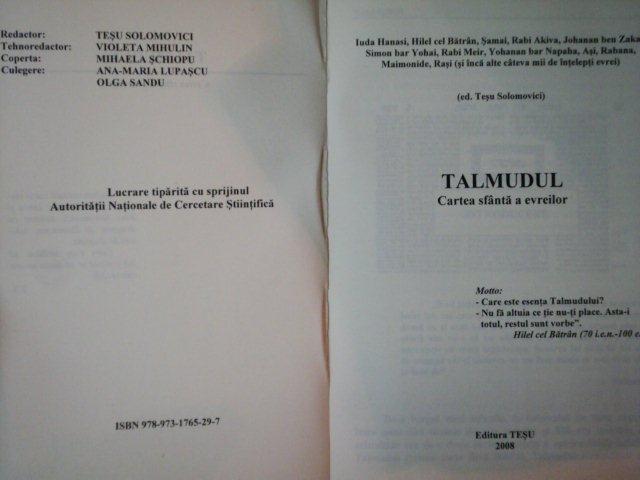 Redactor: TEȘU SOLOMOVICI
Tehnoredactor: VIOLETA MIHULIN
Coperta: MIHAELA ȘCHIOPU
Culegere: ANA-MARIA LUPAȘCU
OLGA SANDU
Lucrare tipărită cu sprijinul
Autorității Naționale de Cercetare Științifică
ISBN 978-973-1765-29-7
Iuda Hanasi, Hilel cel Bătrân, Șamai, Rabi Akiva, Johanan ben Zaka
Simon bar Yohai, Rabi Meir, Yohanan bar Napaha, Ași, Rabana,
Maimonide, Rași (și încă alte câteva mii de înțelepți evrei)
(ed. Teșu Solomovici)
TALMUDUL
Cartea sfântă a evreilor
Motto:
- Care este esența Talmudului?
- Nu fă altuia ce ție nu-ți place. Asta-i
totul, restul sunt vorbe”.
Hilel cel Bătrân (70 i.e.n.-100 e.
Editura TEȘU
2008